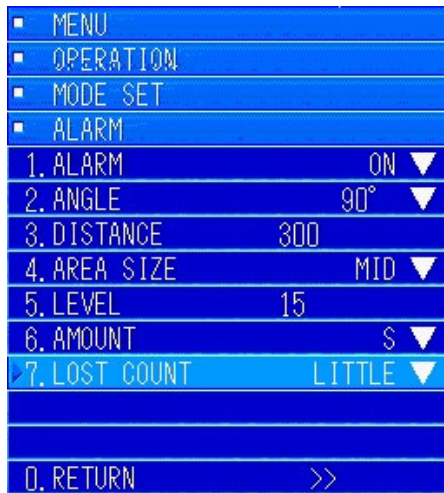 MENU
OPERATION
MODE SET
ALARM
1. ALARM ON
2. ANGLE 90°
3. DISTANCE 300
4. AREA SIZE MID
5. LEVEL 15
6. AMOUNT S
7. LOST COUNT LITTLE
0. RETURN >>